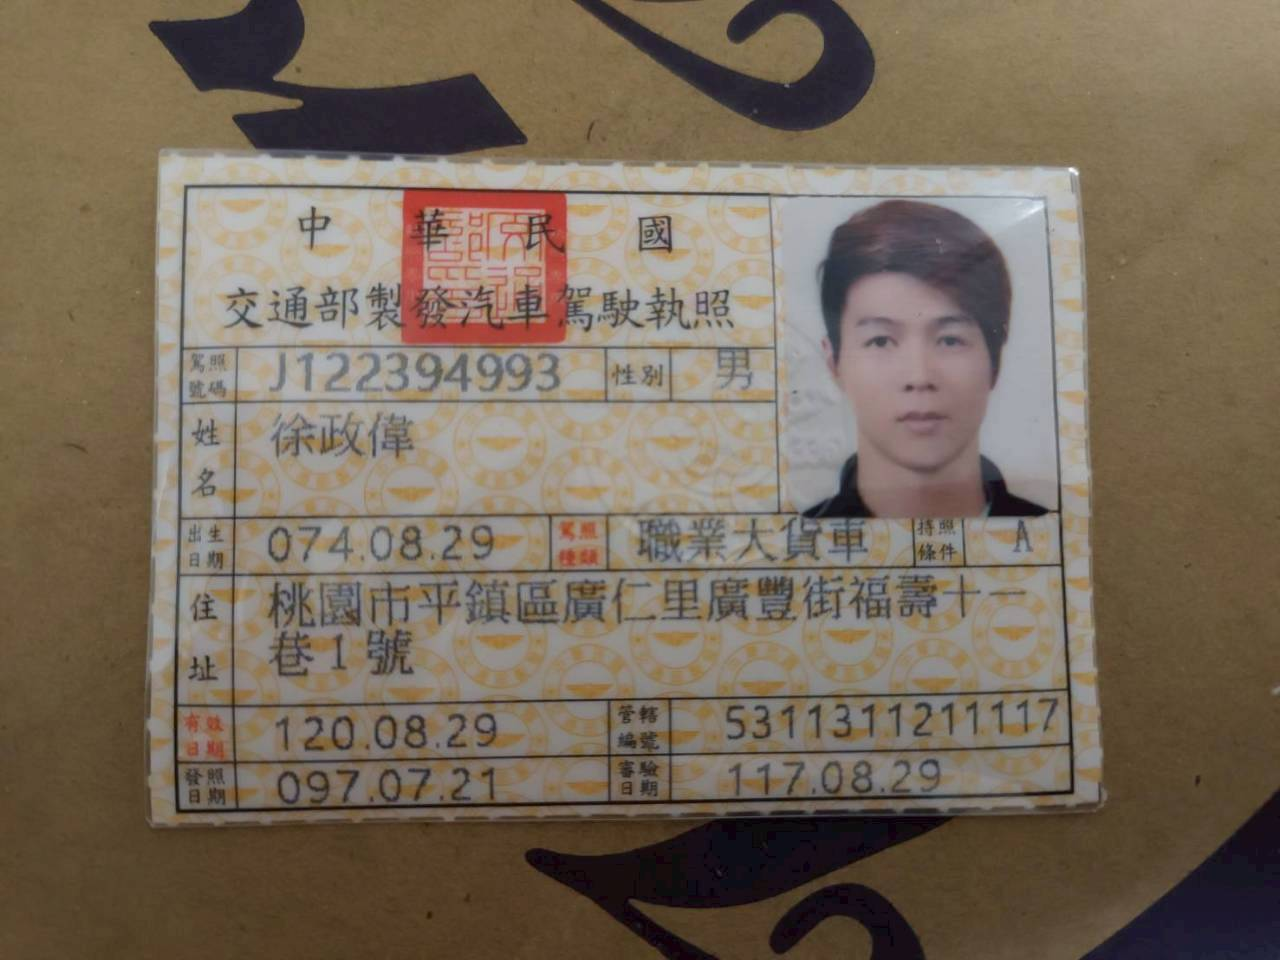 中華民國
交通部製發汽車駕駛執照
駕照號碼 J122394993 性別 男
姓名 徐政偉
出生日期 074.08.29 駕照種類 職業大貨車 持照條件 A
住址 桃園市平鎮區廣仁里廣豐街福壽十一
巷1號
有效日期 120.08.29 管轄編號 5311311211117
發照日期 097.07.21 審驗日期 117.08.29